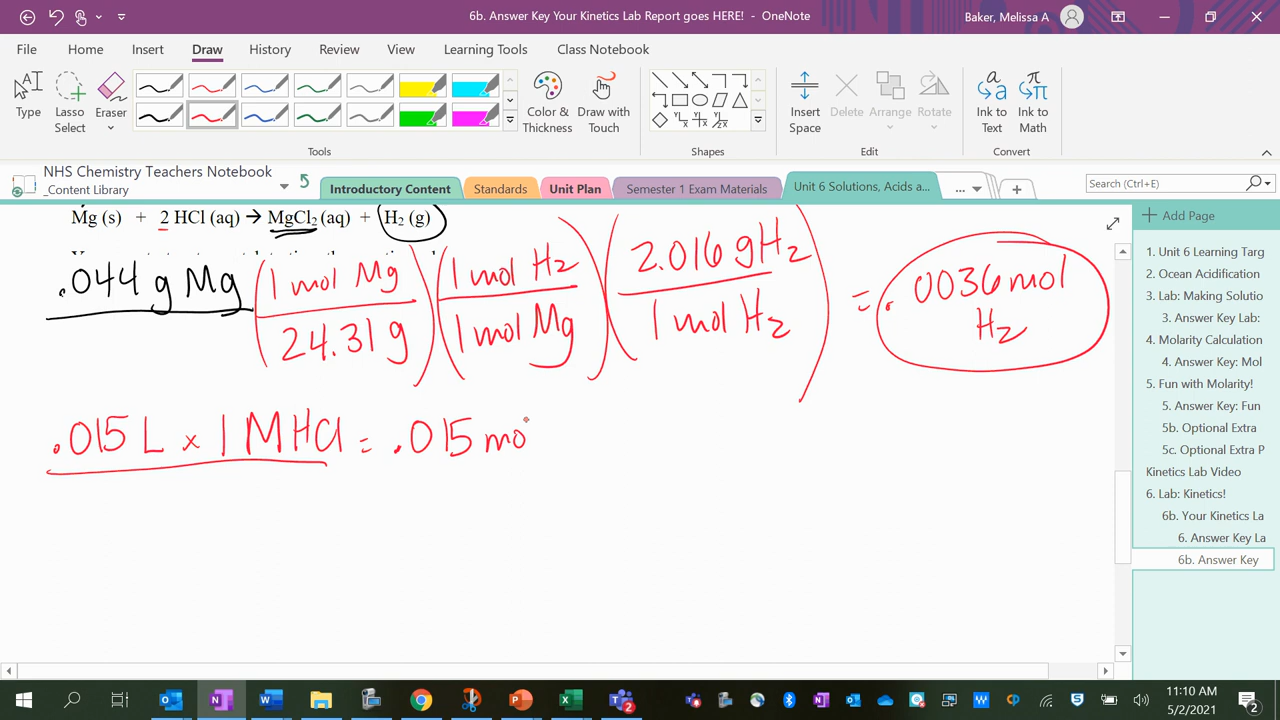 6b. Answer Key Your Kinetics Lab Report goes HERE! - OneNote
Baker, Melissa A
File Home Insert Draw History Review View Learning Tools Class Notebook
Type
Lasso Select
Eraser
Color & Thickness
Draw with Touch
Insert Space
Delete
Arrange
Rotate
Ink to Text
Ink to Math
Tools Shapes Edit Convert
NHS Chemistry Teachers Notebook
_Content Library
Introductory Content Standards Unit Plan Semester 1 Exam Materials Unit 6 Solutions, Acids a... ...
Search (Ctrl+E)
Mg (s) + 2 HCl (aq) → MgCl₂ (aq) + H₂ (g)
.044 g Mg (1 mol Mg / 24.31 g) (1 mol H₂ / 1 mol Mg) (2.016 g H₂ / 1 mol H₂) = .0036 mol H₂
.015 L x 1 M HCl = .015 mo
Add Page
1. Unit 6 Learning Targ
2. Ocean Acidification
3. Lab: Making Solutio
3. Answer Key Lab:
4. Molarity Calculation
4. Answer Key: Mol
5. Fun with Molarity!
5. Answer Key: Fun
5b. Optional Extra
5c. Optional Extra P
Kinetics Lab Video
6. Lab: Kinetics!
6b. Your Kinetics La
6. Answer Key La
6b. Answer Key
11:10 AM
5/2/2021
2